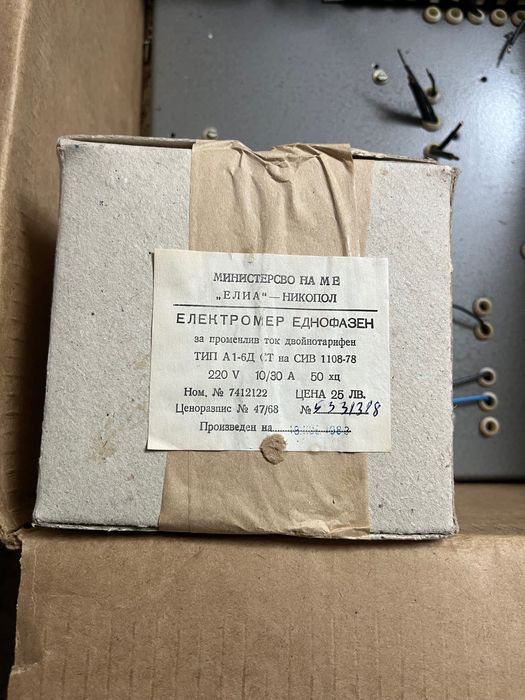 МИНИСТЕРСВО НА МЕ
„ЕЛИА“ — НИКОПОЛ
ЕЛЕКТРОМЕР ЕДНОФАЗЕН
за променлив ток двойнотарифен
ТИП А1-6Д СТ на СИВ 1108-78
220 V 10/30 А 50 хц
Ном. № 7412122 ЦЕНА 25 ЛВ.
Ценоразпис № 47/68 №
Произведен на 1983